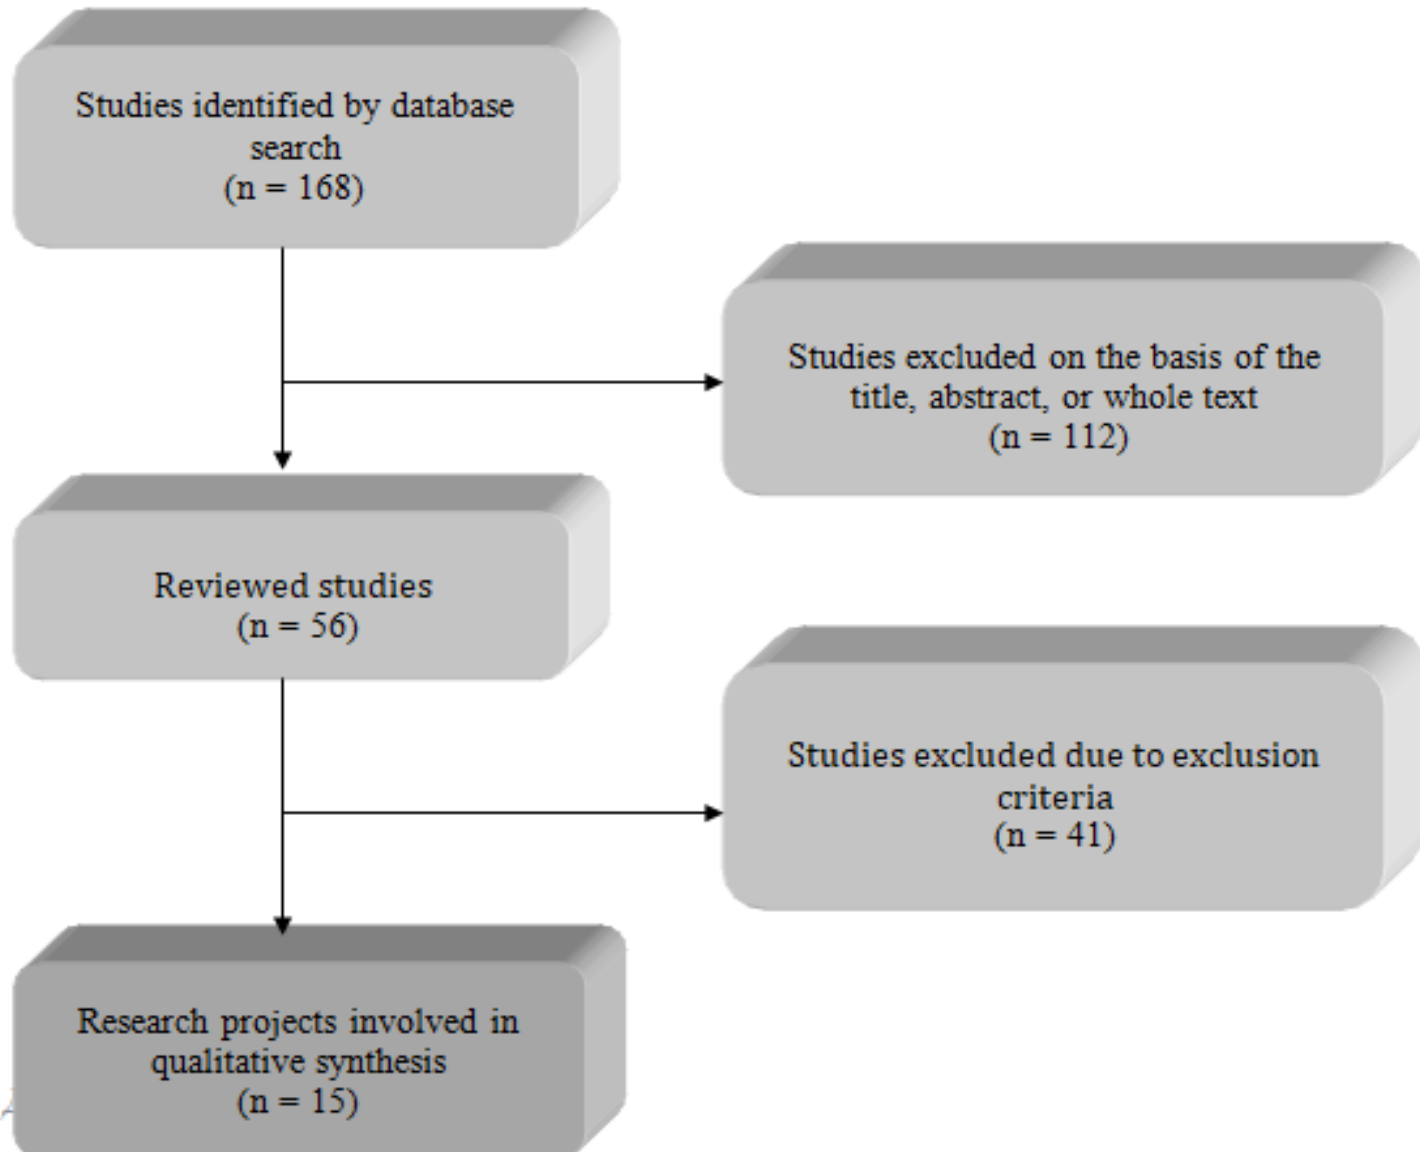 Studies identified by database
search
(n = 168)
Studies excluded on the basis of the
title, abstract, or whole text
(n = 112)
Reviewed studies
(n = 56)
Studies excluded due to exclusion
criteria
(n = 41)
Research projects involved in
qualitative synthesis
(n = 15)